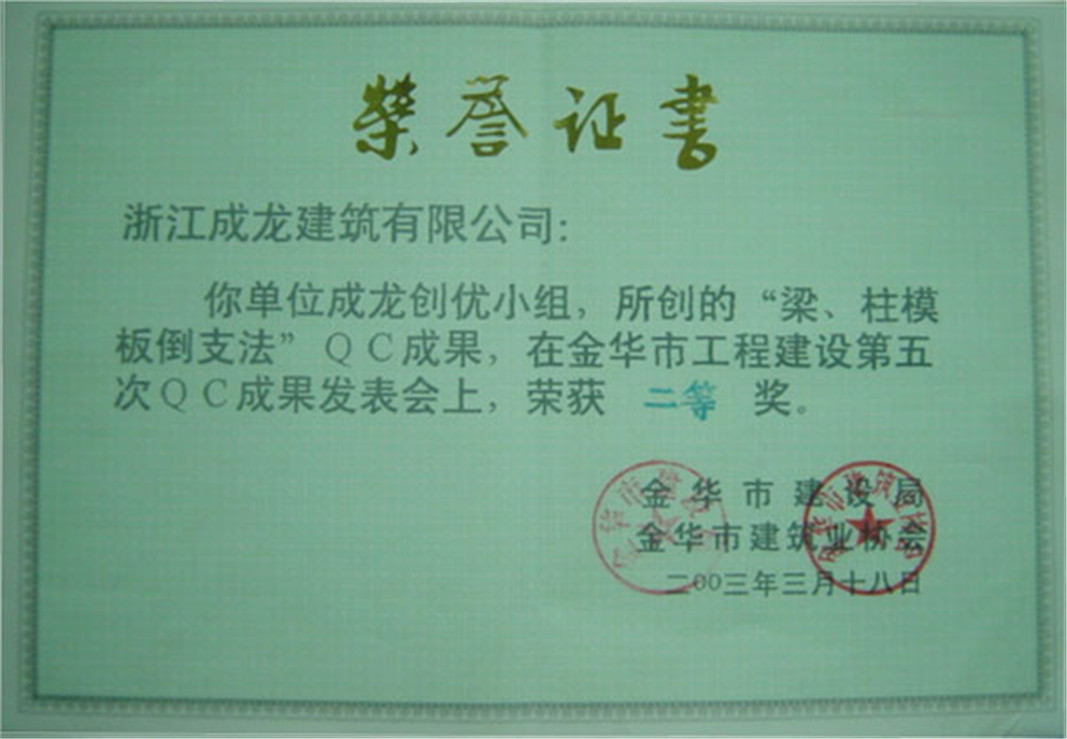 荣誉证书
浙江成龙建筑有限公司：
你单位成龙创优小组，所创的“梁、柱模
板倒支法”QC成果，在金华市工程建设第五
次QC成果发表会上，荣获 二等 奖。
金华市建设局
金华市建筑业协会
二00三年三月十八日